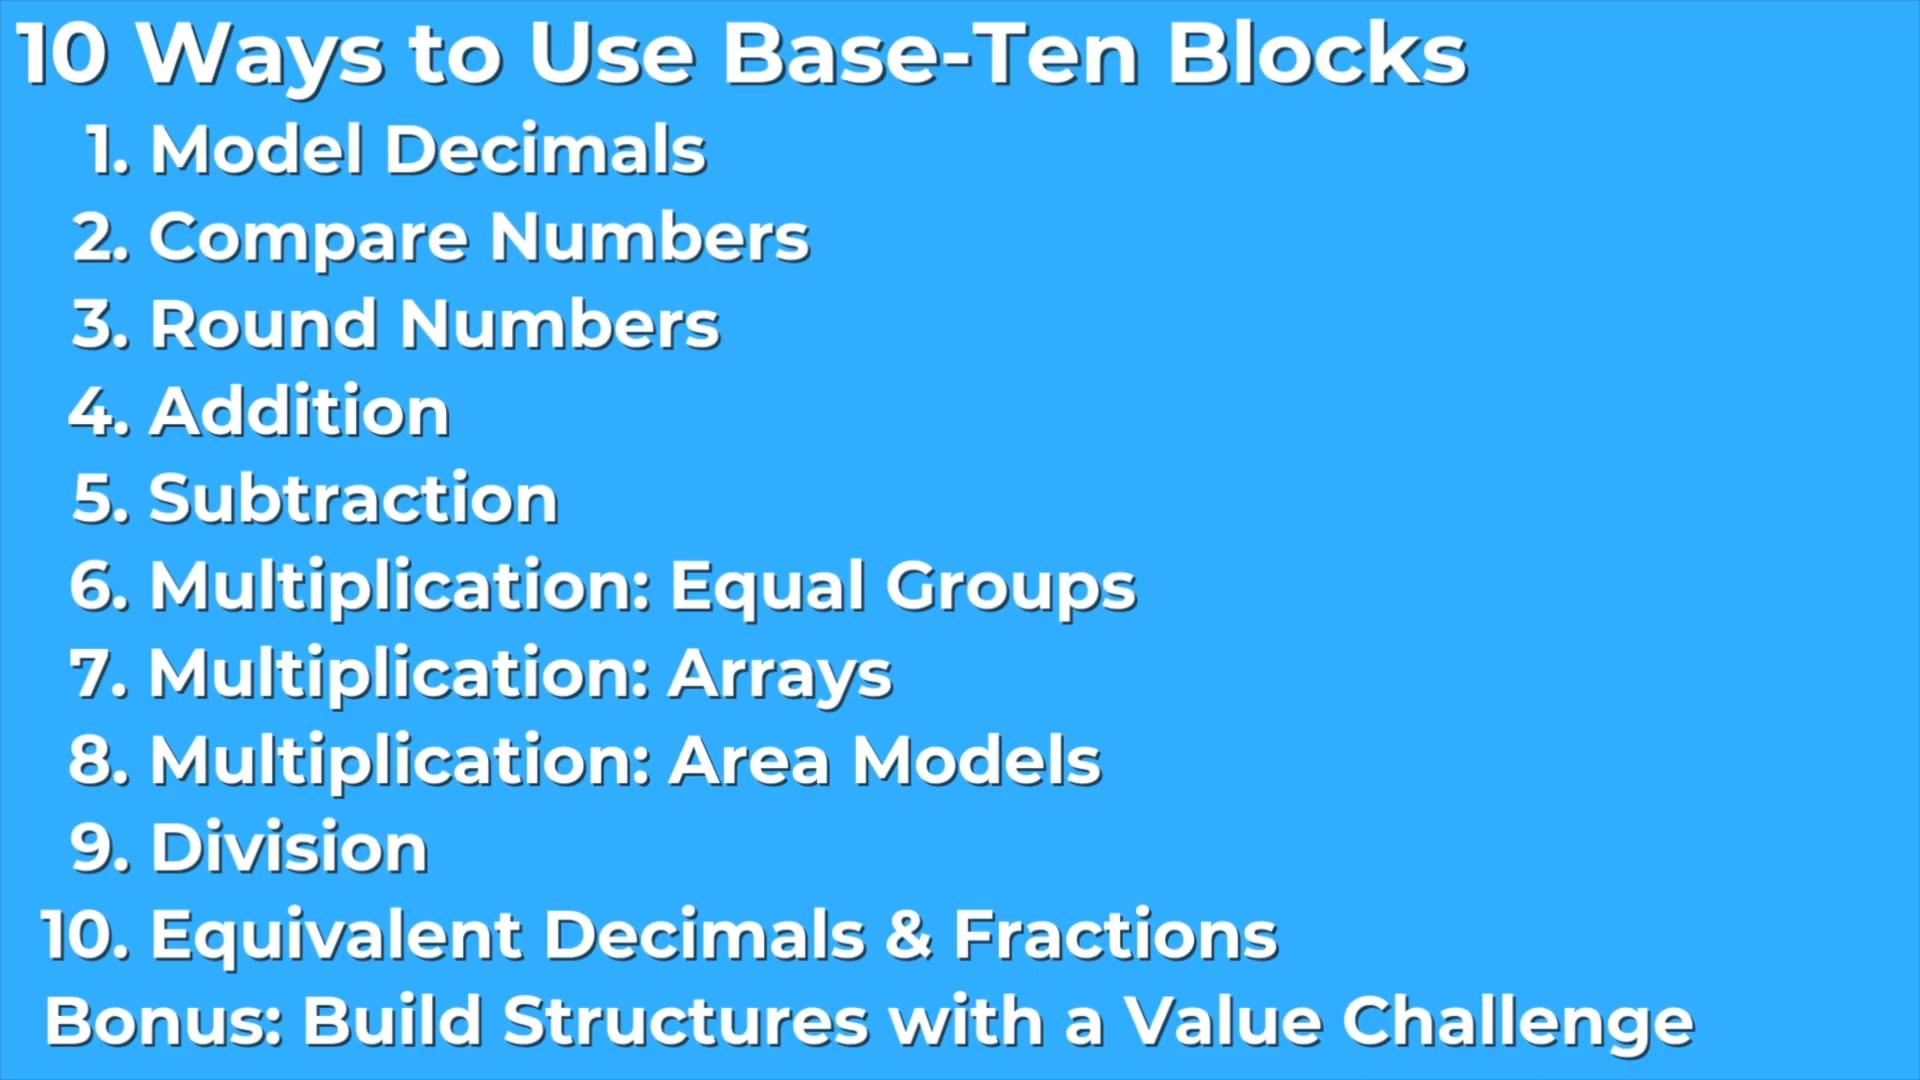 10 Ways to Use Base-Ten Blocks
1. Model Decimals
2. Compare Numbers
3. Round Numbers
4. Addition
5. Subtraction
6. Multiplication: Equal Groups
7. Multiplication: Arrays
8. Multiplication: Area Models
9. Division
10. Equivalent Decimals & Fractions
Bonus: Build Structures with a Value Challenge